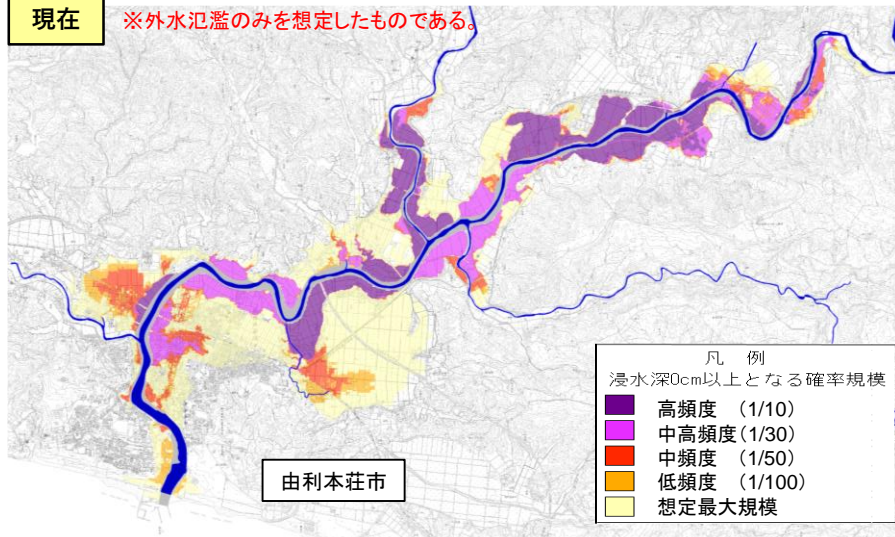 現在
※外水氾濫のみを想定したものである。
由利本荘市
凡 例
浸水深0cm以上となる確率規模
高頻度 （1/10）
中高頻度（1/30）
中頻度 （1/50）
低頻度 （1/100）
想定最大規模